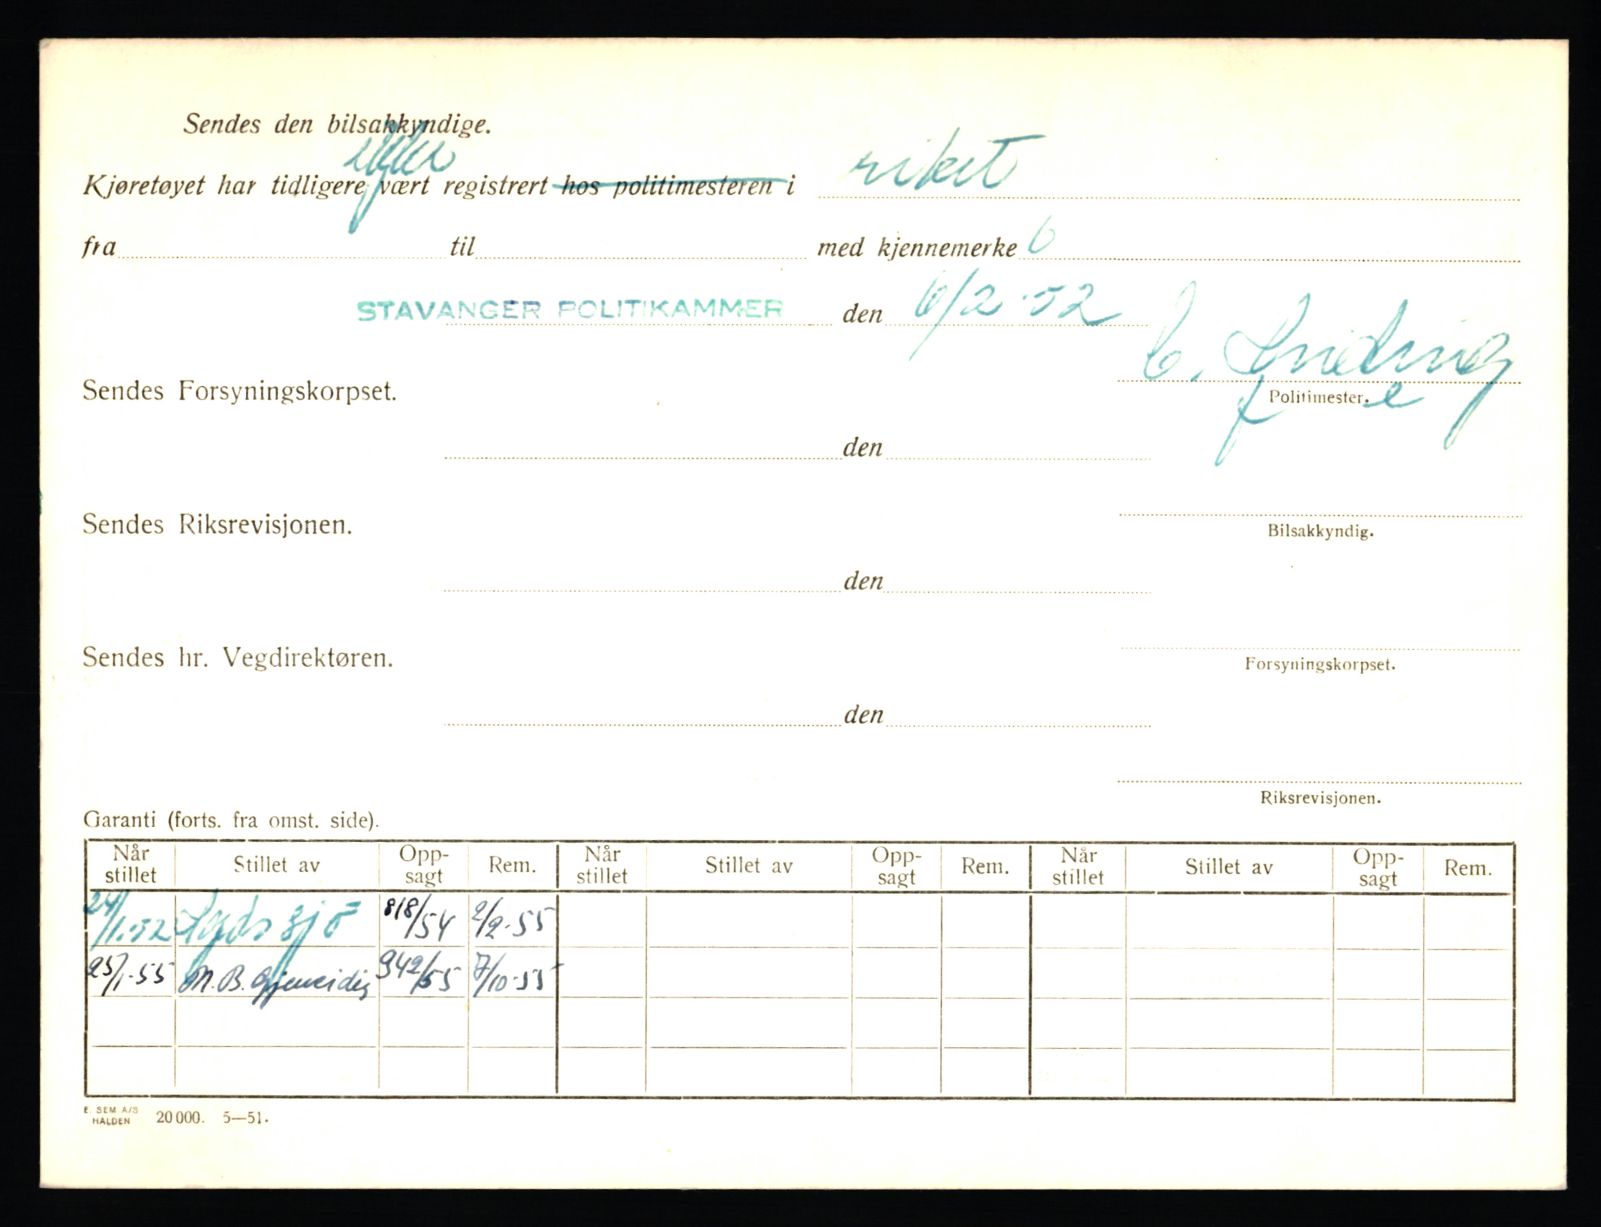 Sendes den bilsakkyndige.
Kjøretøyet har tidligere vært registrert hos politimesteren i riket
fra til med kjennemerke 6
STAVANGER POLITIKAMMER den 6/2-52
C.
Sendes Forsyningskorpset. Politimester.
den
Sendes Riksrevisjonen. Bilsakkyndig.
den
Sendes hr. Vegdirektøren. Forsyningskorpset.
den
Riksrevisjonen.
Garanti (forts. fra omst. side).
Når stillet Stillet av Opp-sagt Rem. Når stillet Stillet av Opp-sagt Rem. Når stillet Stillet av Opp-sagt Rem.
24/1-52 818/54 2/2-55
25/1-55 M.B. 342/55 7/10-55
E. SEM A/S
HALDEN 20000. 5—51.